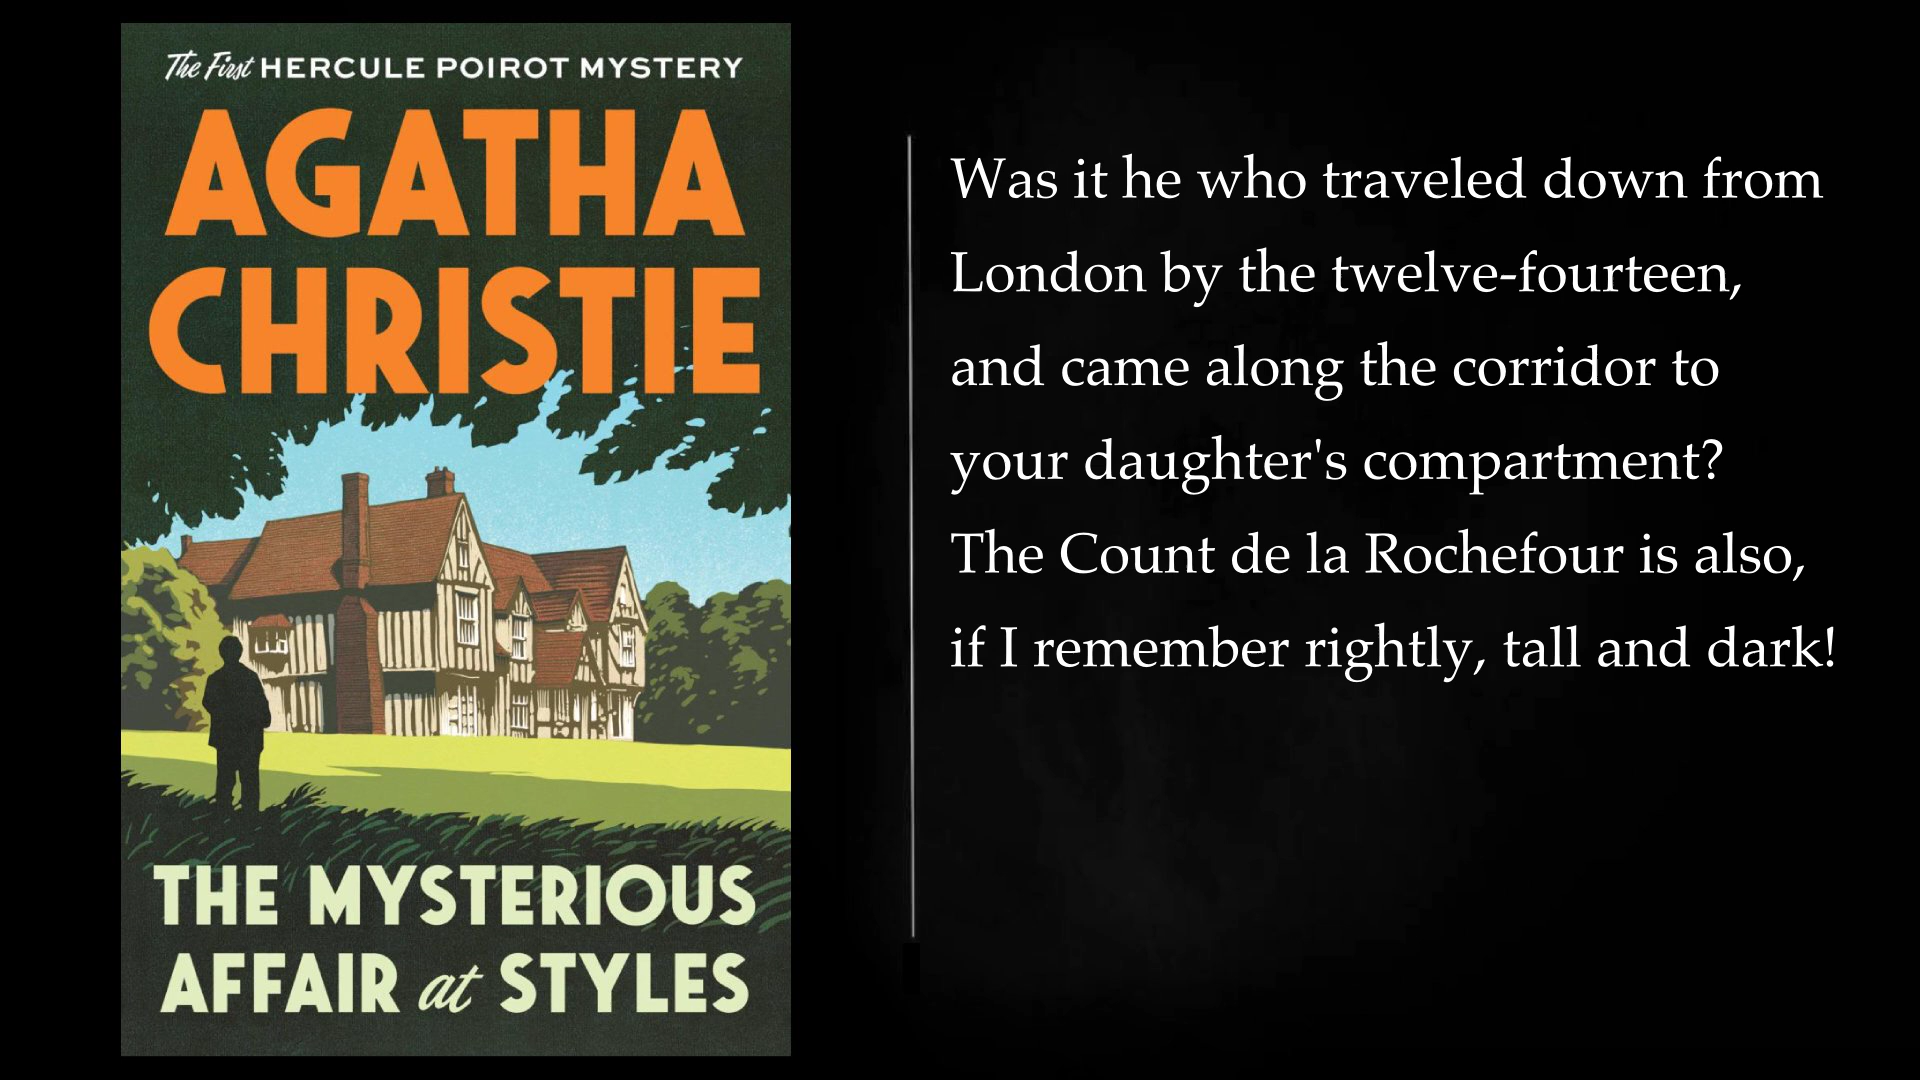 The First HERCULE POIROT MYSTERY
AGATHA
CHRISTIE
THE MYSTERIOUS
AFFAIR at STYLES
Was it he who traveled down from
London by the twelve-fourteen,
and came along the corridor to
your daughter's compartment?
The Count de la Rochefour is also,
if I remember rightly, tall and dark!